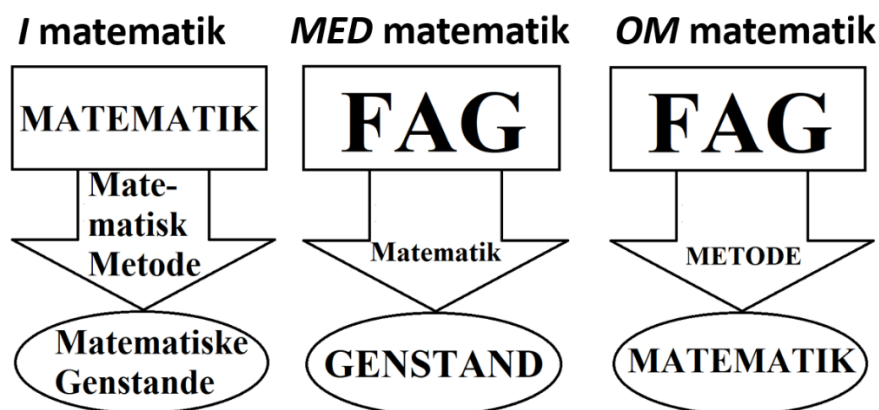 I matematik
MATEMATIK
Mate-
matisk
Metode
Matematiske
Genstande
MED matematik
FAG
Matematik
GENSTAND
OM matematik
FAG
METODE
MATEMATIK